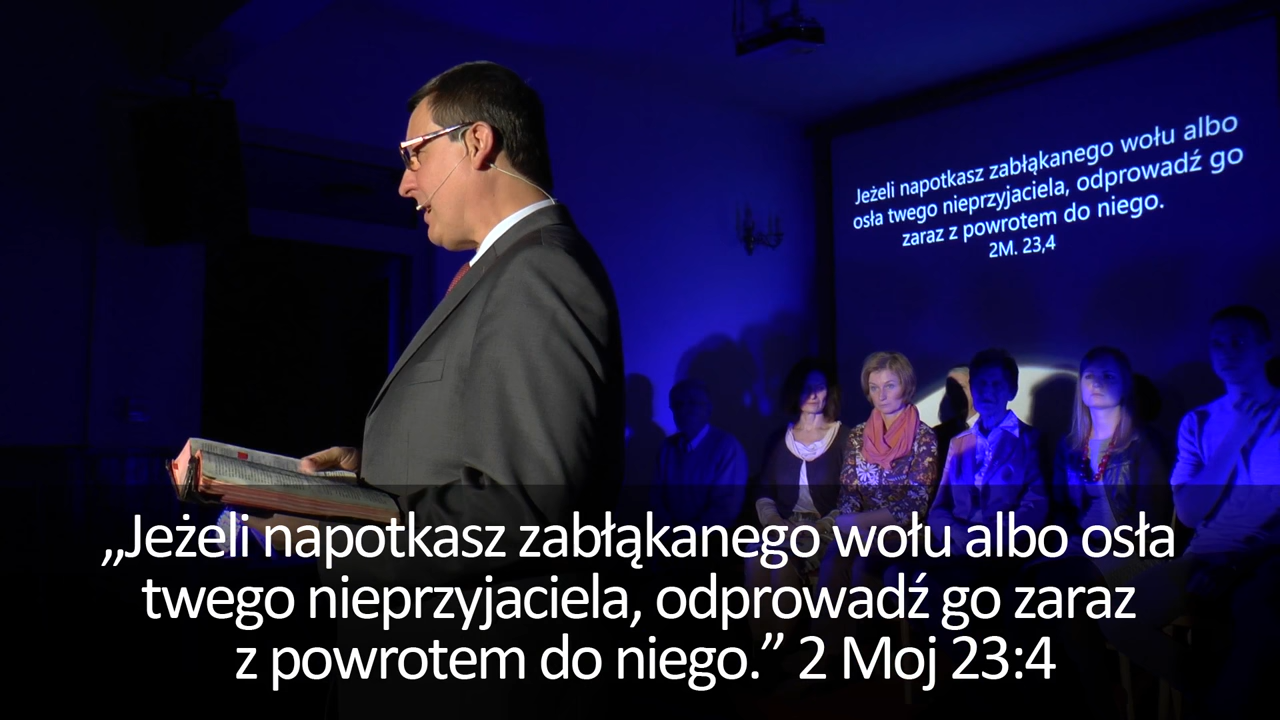 Jeżeli napotkasz zabłąkanego wołu albo
osła twego nieprzyjaciela, odprowadź go
zaraz z powrotem do niego.
2M. 23,4
„Jeżeli napotkasz zabłąkanego wołu albo osła
twego nieprzyjaciela, odprowadź go zaraz
z powrotem do niego.” 2 Moj 23:4